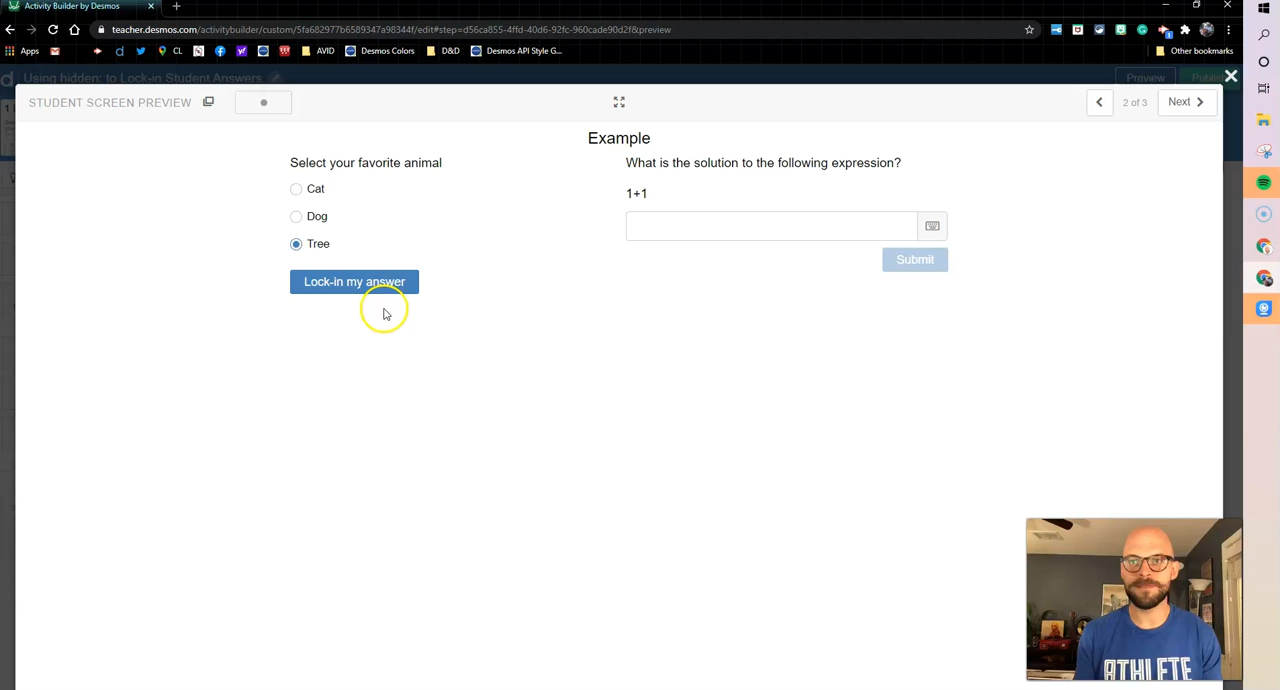 Activity Builder by Desmos
teacher.desmos.com/activitybuilder/custom/5fa682977b6589347a98344f/edit#step=d56ca855-4ffd-40d6-92fc-960cade90d2f&preview
Apps
CL
AVID
Desmos Colors
D&D
Desmos API Style G...
Other bookmarks
Using hidden: to Lock-in Student Answers
Preview
STUDENT SCREEN PREVIEW
2 of 3
Next
Example
Select your favorite animal
Cat
Dog
Tree
Lock-in my answer
What is the solution to the following expression?
1+1
Submit
ATHLETE